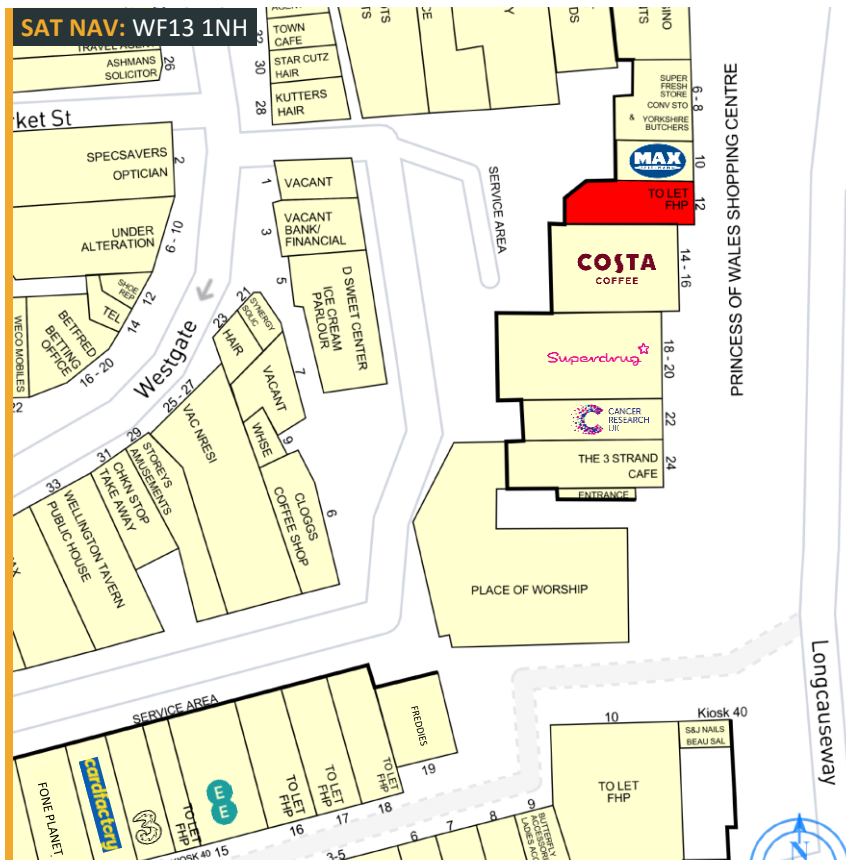 SAT NAV: WF13 1NH
TRAVEL AGENT
ASHMANS
SOLICITOR
26
32
TOWN
CAFE
30
STAR CUTZ
HAIR
28
KUTTERS
HAIR
SUPER
FRESH
STORE
CONV STO
& YORKSHIRE
BUTCHERS
6 - 8
MAX
10
TO LET
FHP
12
COSTA
COFFEE
14 - 16
Superdrug
18 - 20
CANCER
RESEARCH
UK
22
THE 3 STRAND
CAFE
24
ENTRANCE
PRINCESS OF WALES SHOPPING CENTRE
SERVICE AREA
rket St
SPECSAVERS
OPTICIAN
2
UNDER
ALTERATION
6 - 10
SHOE
REP
12
TEL
14
BETFRED
BETTING
OFFICE
16 - 20
WECO MOBILES
22
Westgate
1
VACANT
3
VACANT
BANK/
FINANCIAL
5
D SWEET CENTER
ICE CREAM
PARLOUR
21
SYNERGY
SOLIC
23
HAIR
7
VACANT
9
WHSE
25 - 27
VAC NRESI
6
CLOGGS
COFFEE SHOP
29
STOREYS
AMUSEMENTS
31
CHKN STOP
TAKE AWAY
33
WELLINGTON TAVERN
PUBLIC HOUSE
PLACE OF WORSHIP
Longcauseway
SERVICE AREA
FONE PLANET
cardfactory
3
TO LET
FHP
KIOSK 40
15
EE
TO LET
FHP
16
TO LET
FHP
17
TO LET
FHP
18
FREDDIES
19
10
Kiosk 40
S&J NAILS
BEAU SAL
TO LET
FHP
3-5
6
7
8
9
BUTTERFLY
N